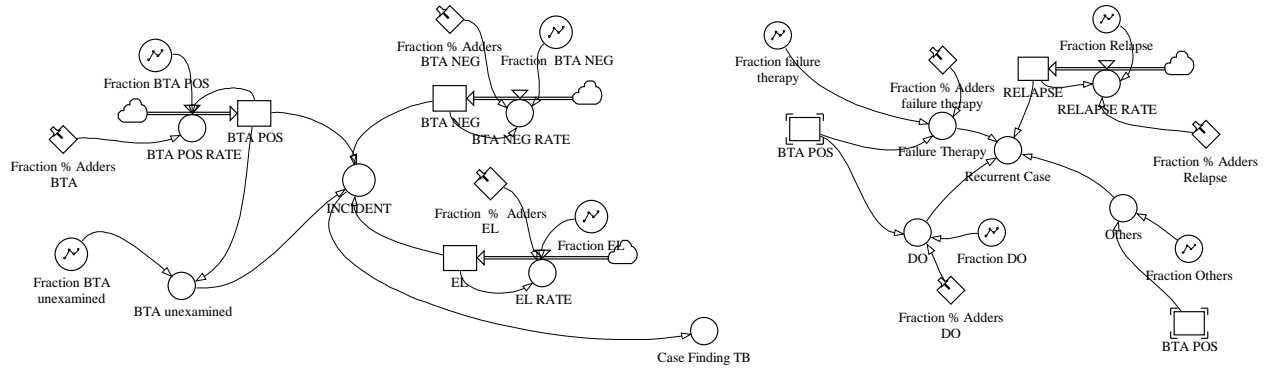 Fraction % Adders
BTA NEG
Fraction  BTA NEG
Fraction BTA POS
BTA POS
BTA POS RATE
BTA NEG
BTA NEG RATE
Fraction % Adders
BTA
INCIDENT
Fraction  %  Adders
EL
Fraction EL
EL
EL RATE
Fraction BTA
unexamined
BTA unexamined
Case Finding TB
Fraction failure
therapy
Fraction % Adders
failure therapy
Fraction Relapse
RELAPSE
RELAPSE RATE
BTA POS
Failure Therapy
Recurrent Case
Fraction % Adders
Relapse
DO
Fraction DO
Others
Fraction Others
Fraction % Adders
DO
BTA POS